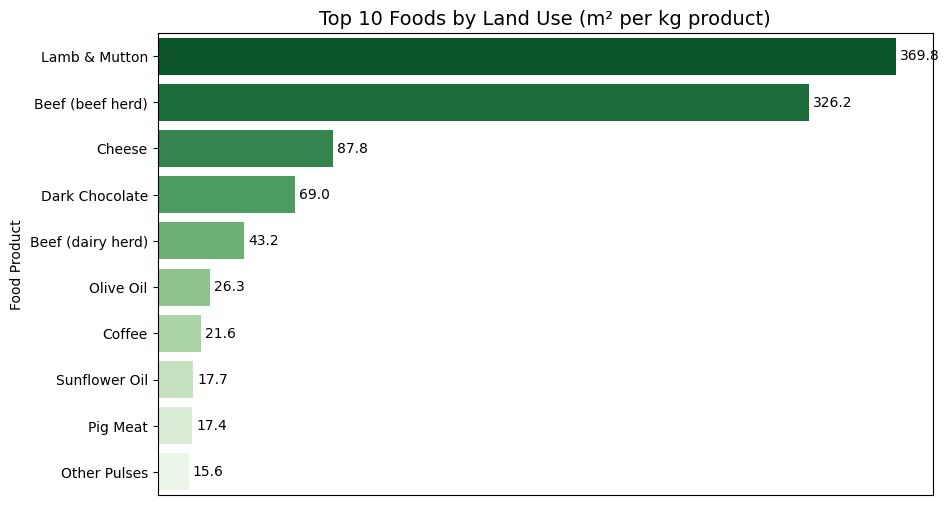 Top 10 Foods by Land Use (m² per kg product)
Food Product
Lamb & Mutton 369.8
Beef (beef herd) 326.2
Cheese 87.8
Dark Chocolate 69.0
Beef (dairy herd) 43.2
Olive Oil 26.3
Coffee 21.6
Sunflower Oil 17.7
Pig Meat 17.4
Other Pulses 15.6